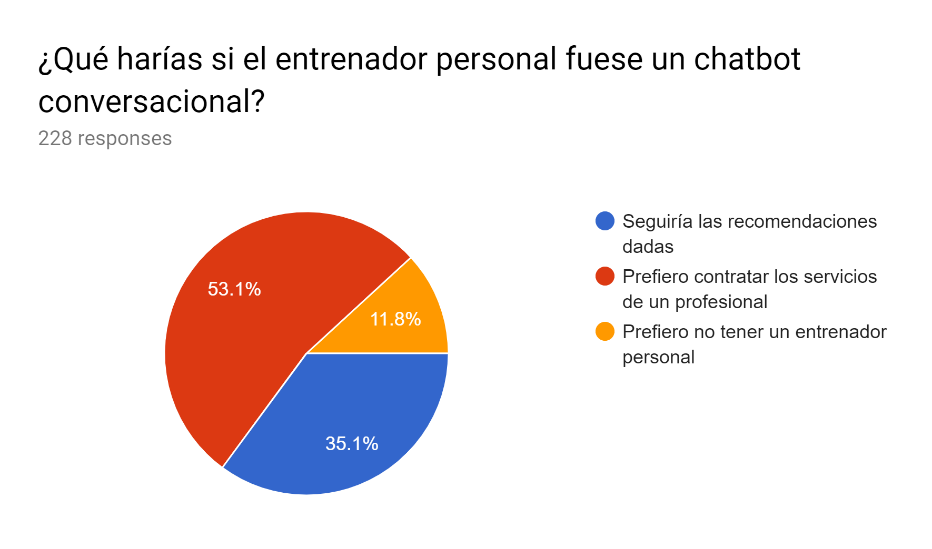 ¿Qué harías si el entrenador personal fuese un chatbot
conversacional?
228 responses
53.1%
11.8%
35.1%
Seguiría las recomendaciones
dadas
Prefiero contratar los servicios
de un profesional
Prefiero no tener un entrenador
personal